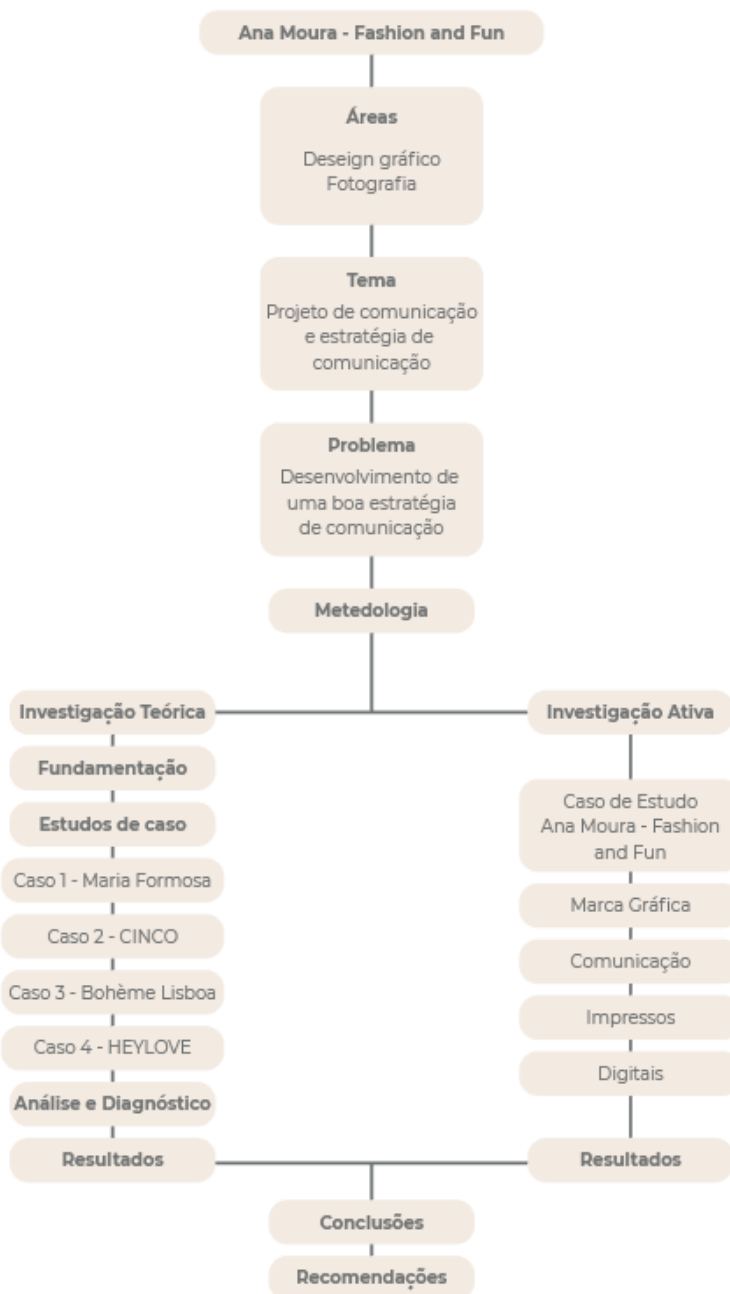 Ana Moura - Fashion and Fun
Áreas
Deseign gráfico
Fotografia
Tema
Projeto de comunicação
e estratégia de
comunicação
Problema
Desenvolvimento de
uma boa estratégia
de comunicação
Metedologia
Investigação Teórica
Fundamentação
Estudos de caso
Caso 1 - Maria Formosa
Caso 2 - CINCO
Caso 3 - Bohème Lisboa
Caso 4 - HEYLOVE
Análise e Diagnóstico
Resultados
Investigação Ativa
Caso de Estudo
Ana Moura - Fashion
and Fun
Marca Gráfica
Comunicação
Impressos
Digitais
Resultados
Conclusões
Recomendações